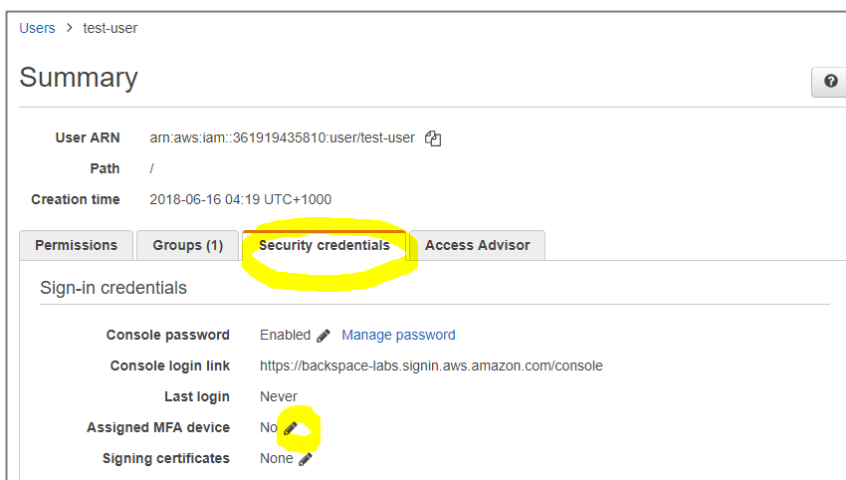 Users > test-user
Summary
User ARN arn:aws:iam::361919435810:user/test-user
Path /
Creation time 2018-06-16 04:19 UTC+1000
Permissions Groups (1) Security credentials Access Advisor
Sign-in credentials
Console password Enabled Manage password
Console login link https://backspace-labs.signin.aws.amazon.com/console
Last login Never
Assigned MFA device No
Signing certificates None